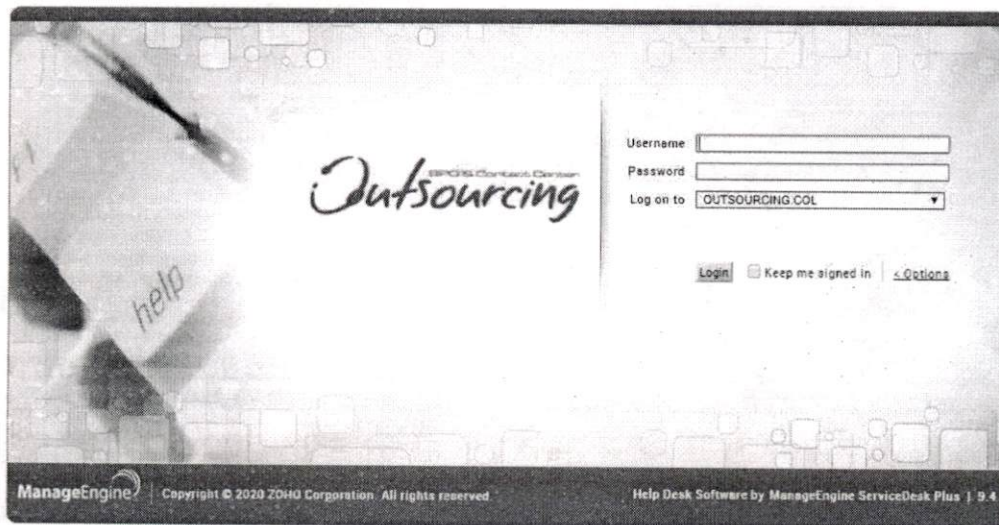 F1
help
BPO'S Contact Center
Outsourcing
Username
Password
Log on to OUTSOURCING.COL
Login Keep me signed in < Options
ManageEngine Copyright © 2020 ZOHO Corporation. All rights reserved
Help Desk Software by ManageEngine ServiceDesk Plus | 9.4